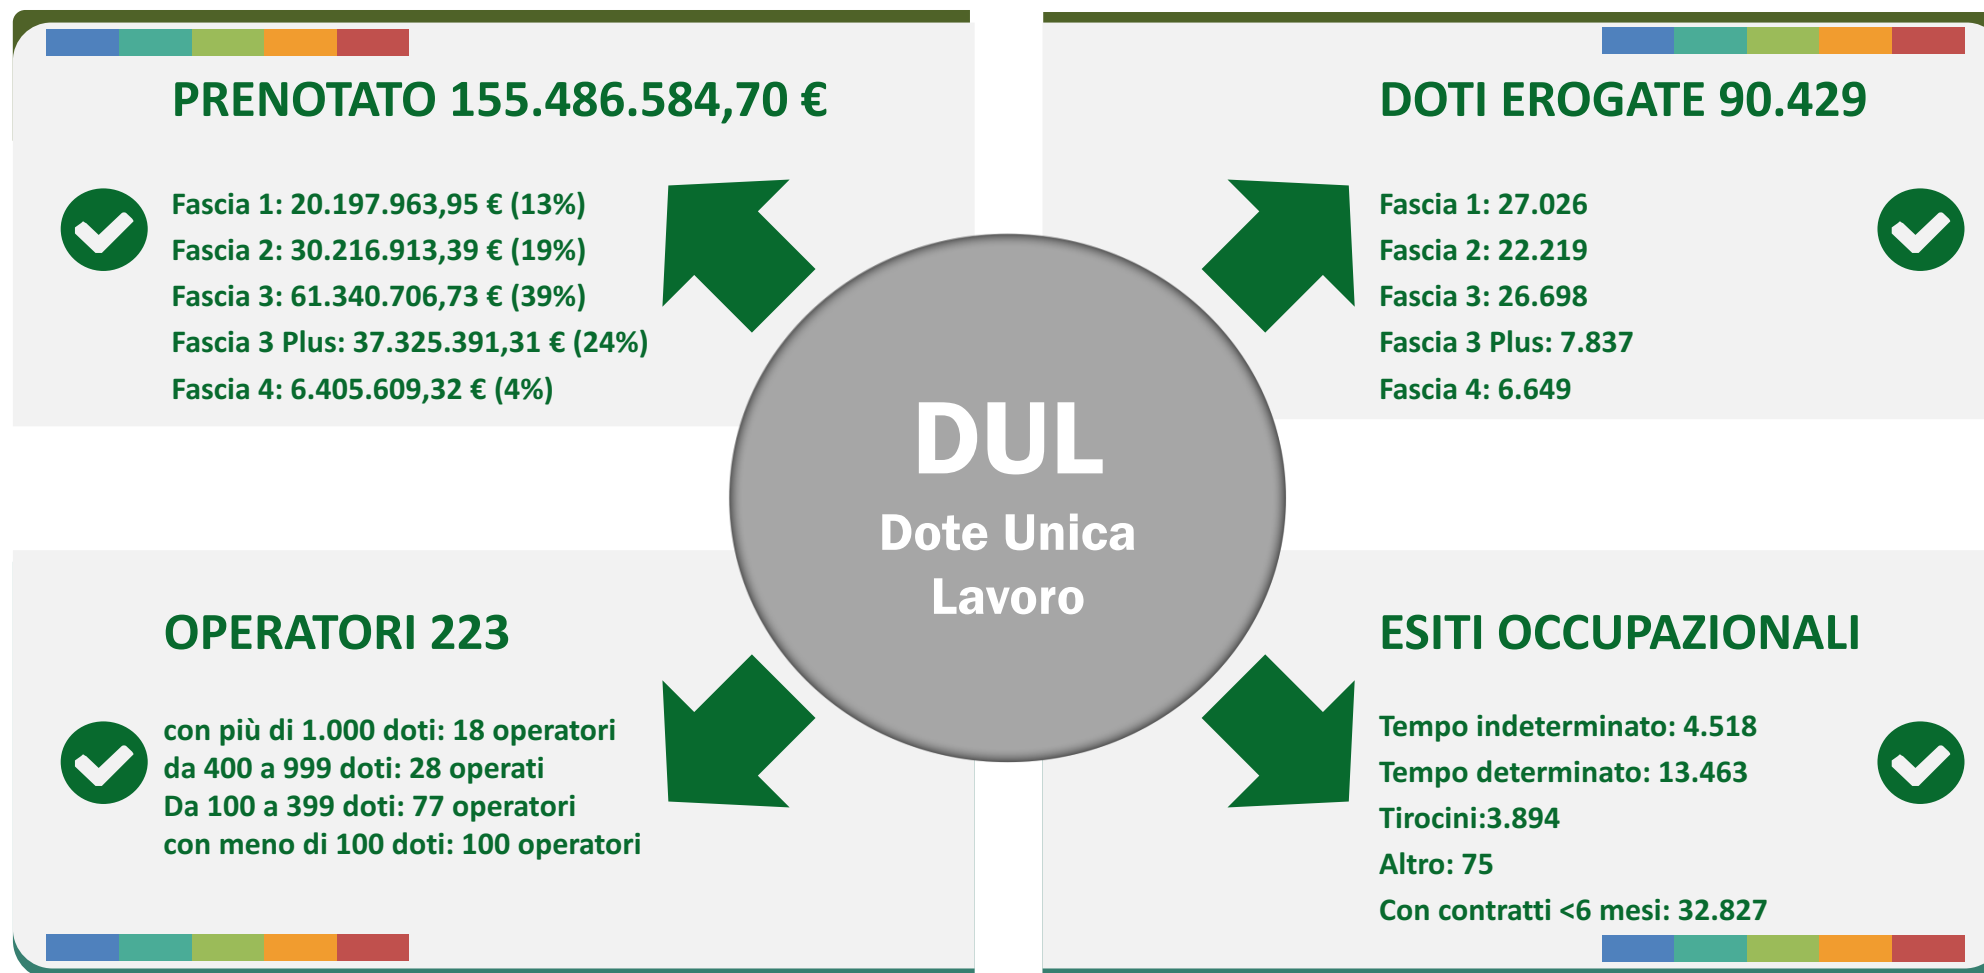 PRENOTATO 155.486.584,70 €
Fascia 1: 20.197.963,95 € (13%)
Fascia 2: 30.216.913,39 € (19%)
Fascia 3: 61.340.706,73 € (39%)
Fascia 3 Plus: 37.325.391,31 € (24%)
Fascia 4: 6.405.609,32 € (4%)
DOTI EROGATE 90.429
Fascia 1: 27.026
Fascia 2: 22.219
Fascia 3: 26.698
Fascia 3 Plus: 7.837
Fascia 4: 6.649
DUL
Dote Unica
Lavoro
OPERATORI 223
con più di 1.000 doti: 18 operatori
da 400 a 999 doti: 28 operati
Da 100 a 399 doti: 77 operatori
con meno di 100 doti: 100 operatori
ESITI OCCUPAZIONALI
Tempo indeterminato: 4.518
Tempo determinato: 13.463
Tirocini:3.894
Altro: 75
Con contratti <6 mesi: 32.827